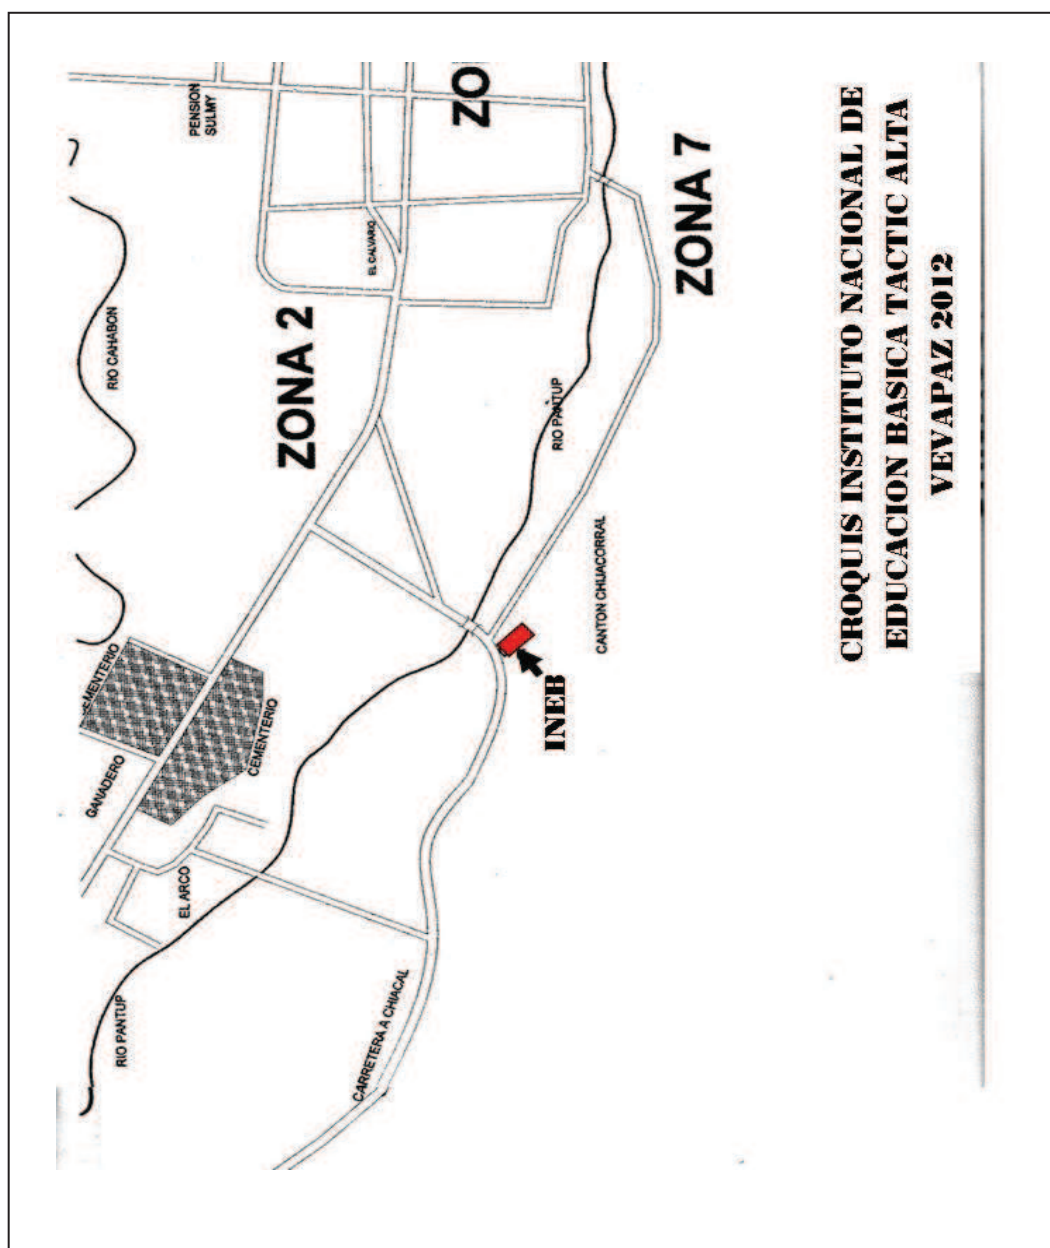 CROQUIS INSTITUTO NACIONAL DE
EDUCACION BASICA TACTIC ALTA
VEVAPAZ 2012
ZONA 7
ZO
PENSION
SULMY
EL CALVARIO
RIO CAHABON
ZONA 2
RIO PANTUP
CANTON CHIJACORRAL
INEB
CEMENTERIO
CEMENTERIO
GANADERO
EL ARCO
RIO PANTUP
CARRETERA A CHIACAL